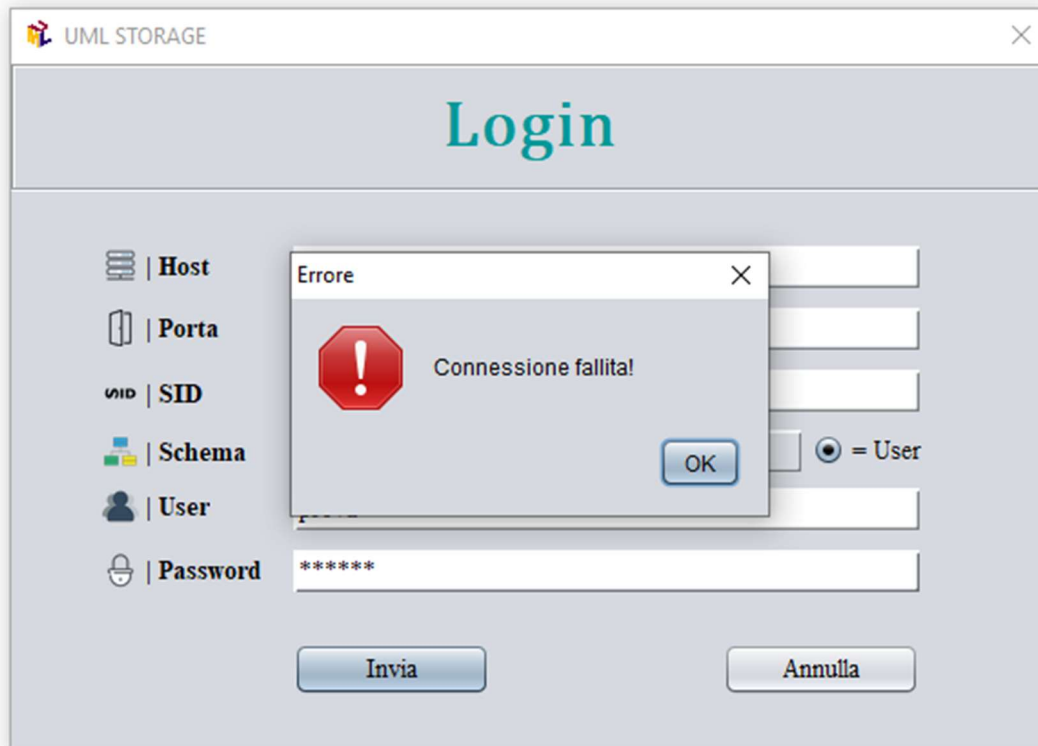 UML STORAGE
Login
| Host
Errore
| Porta
Connessione fallita!
SID | SID
| Schema
OK
= User
| User
| Password ******
Invia
Annulla